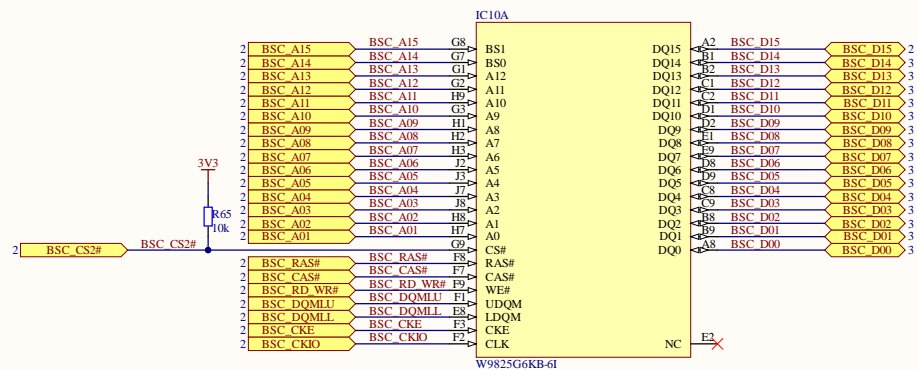 IC10A
2 BSC_A15 BSC_A15 G8 BS1 DQ15 A2 BSC_D15 BSC_D15 2
2 BSC_A14 BSC_A14 G7 BS0 DQ14 B1 BSC_D14 BSC_D14 3
2 BSC_A13 BSC_A13 G1 A12 DQ13 B2 BSC_D13 BSC_D13 3
2 BSC_A12 BSC_A12 G2 A11 DQ12 C1 BSC_D12 BSC_D12 3
2 BSC_A11 BSC_A11 H9 A10 DQ11 C2 BSC_D11 BSC_D11 3
2 BSC_A10 BSC_A10 G3 A9 DQ10 D1 BSC_D10 BSC_D10 3
2 BSC_A09 BSC_A09 H1 A8 DQ9 D2 BSC_D09 BSC_D09 3
2 BSC_A08 BSC_A08 H2 A7 DQ8 E1 BSC_D08 BSC_D08 3
2 BSC_A07 BSC_A07 H3 A6 DQ7 E9 BSC_D07 BSC_D07 3
3V3
2 BSC_A06 BSC_A06 J2 A5 DQ6 D8 BSC_D06 BSC_D06 3
2 BSC_A05 BSC_A05 J3 A4 DQ5 D9 BSC_D05 BSC_D05 3
2 BSC_A04 BSC_A04 J7 A3 DQ4 C8 BSC_D04 BSC_D04 3
2 BSC_A03 BSC_A03 J8 A2 DQ3 C9 BSC_D03 BSC_D03 3
R65
2 BSC_A02 BSC_A02 H8 A1 DQ2 B8 BSC_D02 BSC_D02 3
10k
2 BSC_A01 BSC_A01 H7 A0 DQ1 B9 BSC_D01 BSC_D01 3
2 BSC_CS2# BSC_CS2# G9 CS# DQ0 A8 BSC_D00 BSC_D00 3
2 BSC_RAS# BSC_RAS# F8 RAS#
2 BSC_CAS# BSC_CAS# F7 CAS#
2 BSC_RD_WR# BSC_RD_WR# F9 WE#
2 BSC_DQMLU BSC_DQMLU F1 UDQM
2 BSC_DQMLL BSC_DQMLL E8 LDQM
2 BSC_CKE BSC_CKE F3 CKE
2 BSC_CKIO BSC_CKIO F2 CLK NC E2
W9825G6KB-6I